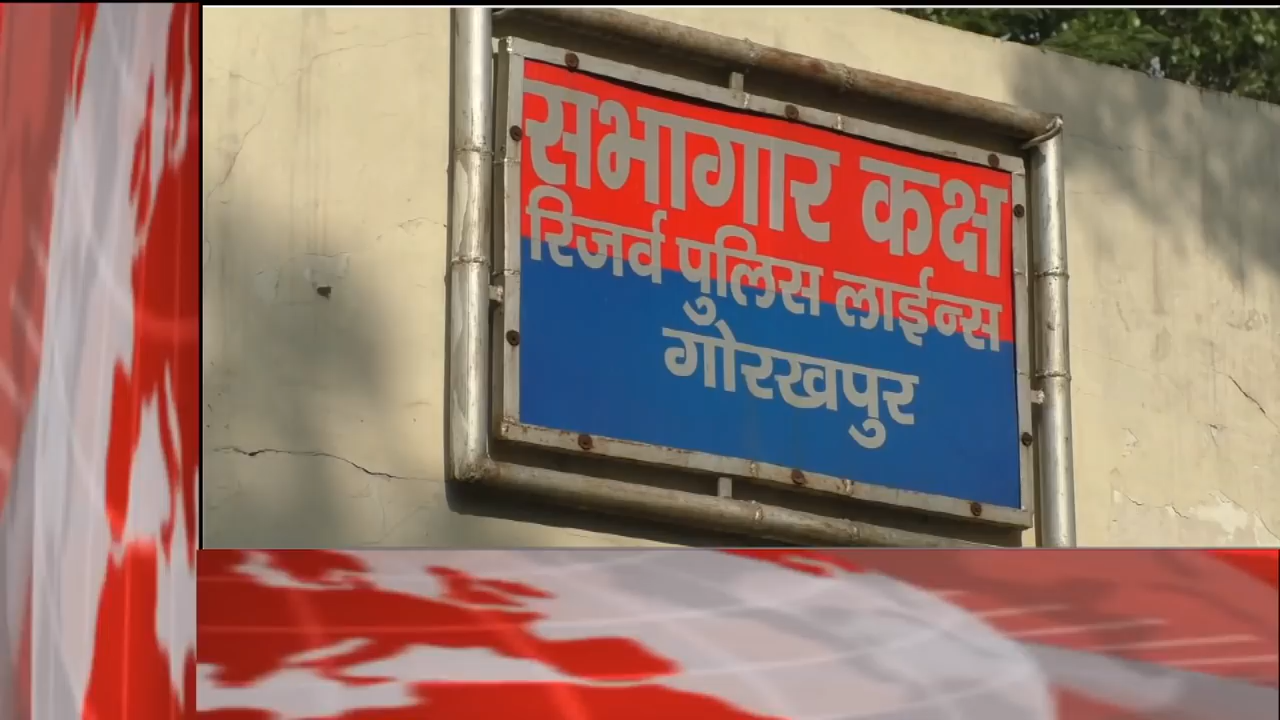 सभागार कक्ष
रिजर्व पुलिस लाईन्स
गोरखपुर